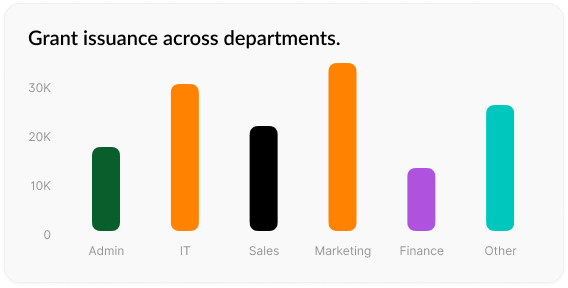 Grant issuance across departments.
30K
20K
10K
0
Admin IT Sales Marketing Finance Other